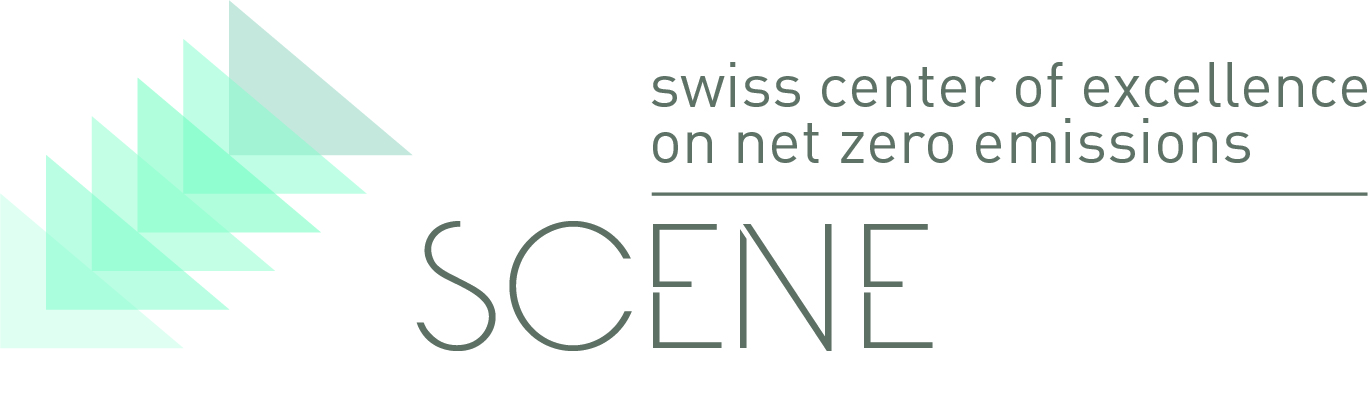 swiss center of excellence
on net zero emissions
SCENE